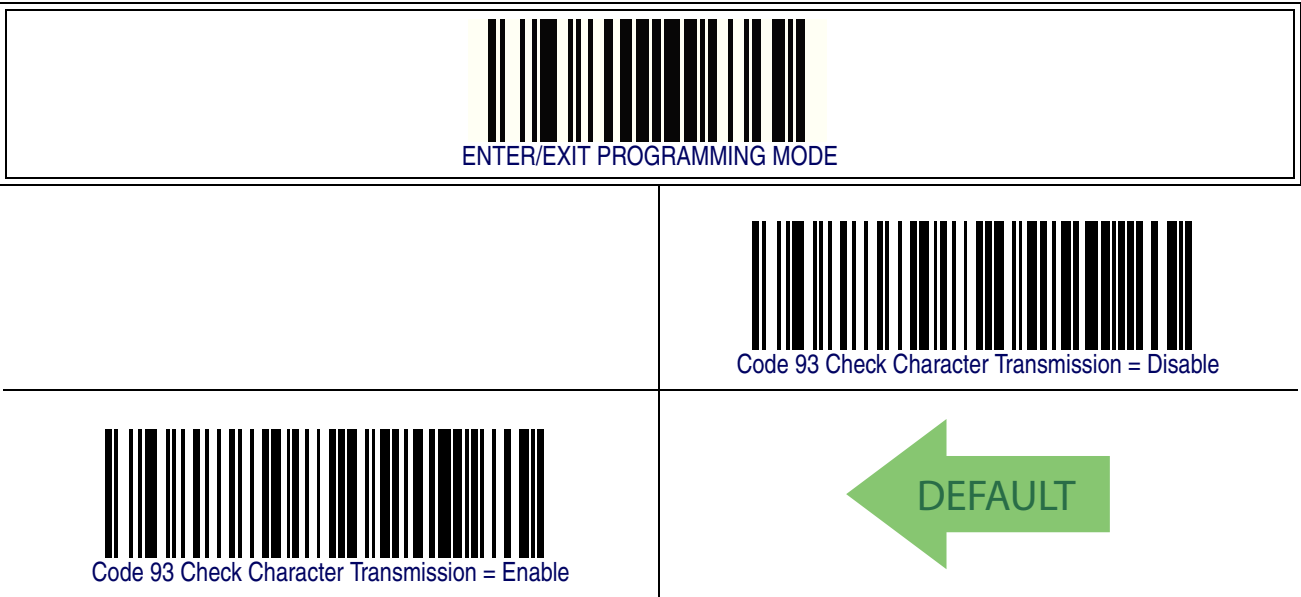 ENTER/EXIT PROGRAMMING MODE
Code 93 Check Character Transmission = Disable
Code 93 Check Character Transmission = Enable
DEFAULT